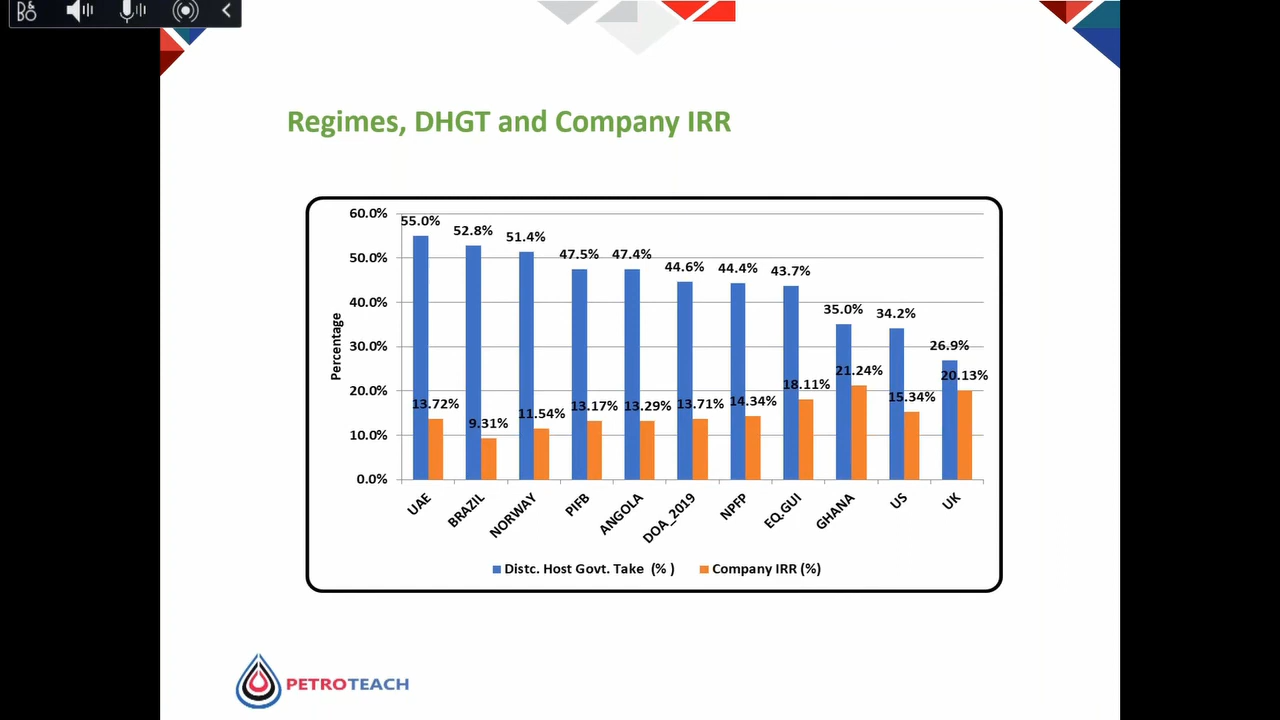 Regimes, DHGT and Company IRR
Percentage
60.0%
50.0%
40.0%
30.0%
20.0%
10.0%
0.0%
55.0%
52.8%
51.4%
47.5%
47.4%
44.6%
44.4%
43.7%
35.0%
34.2%
26.9%
13.72%
9.31%
11.54%
13.17%
13.29%
13.71%
14.34%
18.11%
21.24%
15.34%
20.13%
UAE
BRAZIL
NORWAY
PIFB
ANGOLA
DOA_2019
NPFP
EQ.GUI
GHANA
US
UK
Distc. Host Govt. Take (% )
Company IRR (%)
PETROTEACH